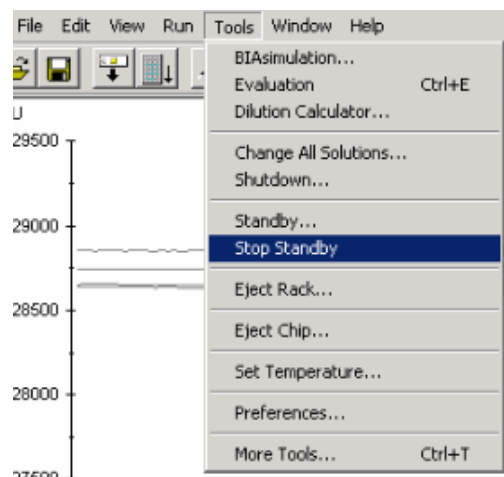 File Edit View Run Tools Window Help
BIAsimulation...
Evaluation Ctrl+E
Dilution Calculator...
Change All Solutions...
Shutdown...
Standby...
Stop Standby
Eject Rack...
Eject Chip...
Set Temperature...
Preferences...
More Tools... Ctrl+T
29500
29000
28500
28000